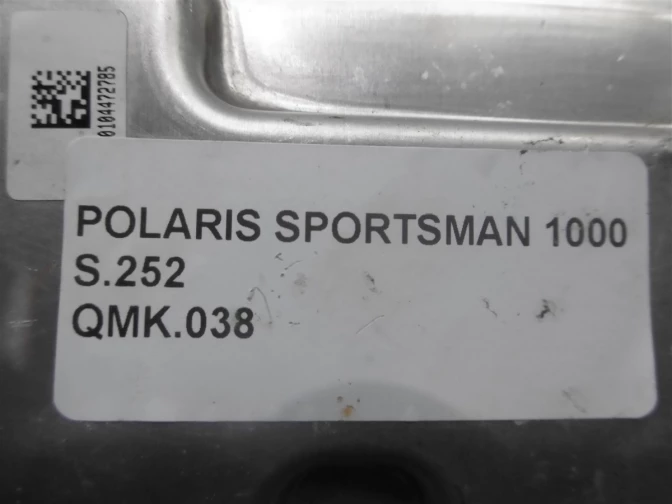 0104472785
POLARIS SPORTSMAN 1000
S.252
QMK.038